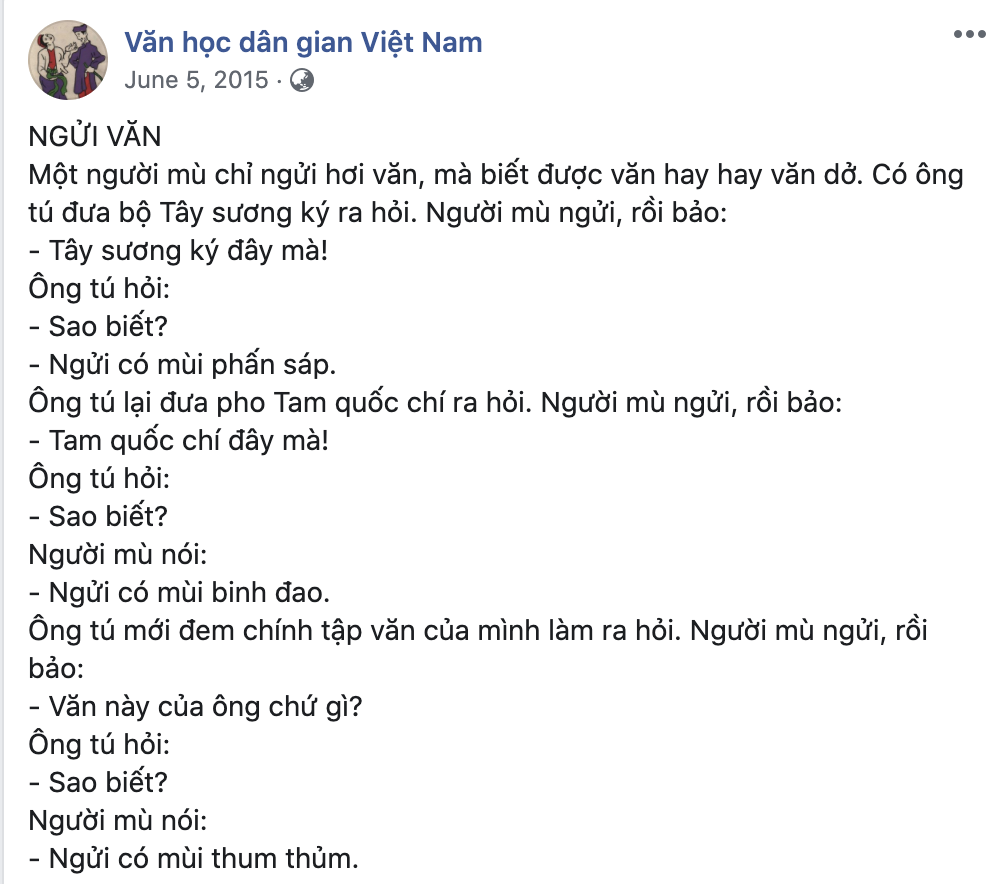 Văn học dân gian Việt Nam
June 5, 2015 ·
NGỬI VĂN
Một người mù chỉ ngửi hơi văn, mà biết được văn hay hay văn dở. Có ông
tú đưa bộ Tây sương ký ra hỏi. Người mù ngửi, rồi bảo:
- Tây sương ký đây mà!
Ông tú hỏi:
- Sao biết?
- Ngửi có mùi phấn sáp.
Ông tú lại đưa pho Tam quốc chí ra hỏi. Người mù ngửi, rồi bảo:
- Tam quốc chí đây mà!
Ông tú hỏi:
- Sao biết?
Người mù nói:
- Ngửi có mùi binh đao.
Ông tú mới đem chính tập văn của mình làm ra hỏi. Người mù ngửi, rồi
bảo:
- Văn này của ông chứ gì?
Ông tú hỏi:
- Sao biết?
Người mù nói:
- Ngửi có mùi thum thủm.